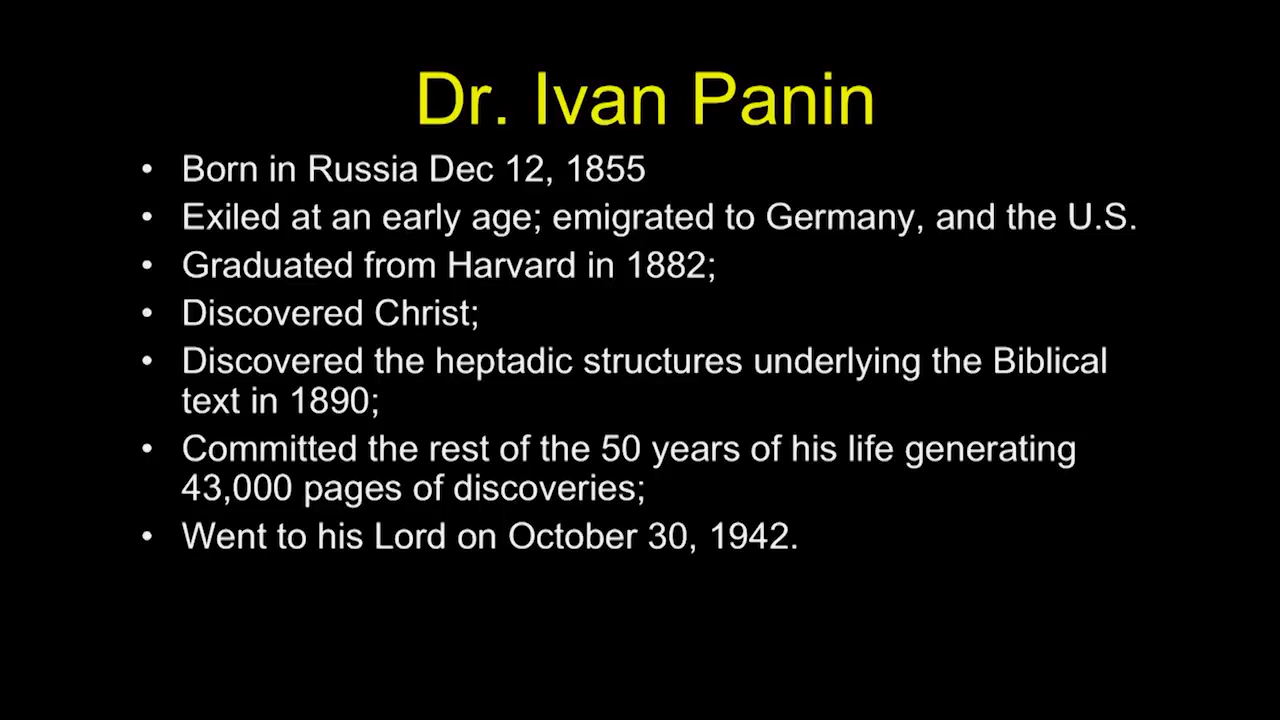 Dr. Ivan Panin
• Born in Russia Dec 12, 1855
• Exiled at an early age; emigrated to Germany, and the U.S.
• Graduated from Harvard in 1882;
• Discovered Christ;
• Discovered the heptadic structures underlying the Biblical
text in 1890;
• Committed the rest of the 50 years of his life generating
43,000 pages of discoveries;
• Went to his Lord on October 30, 1942.